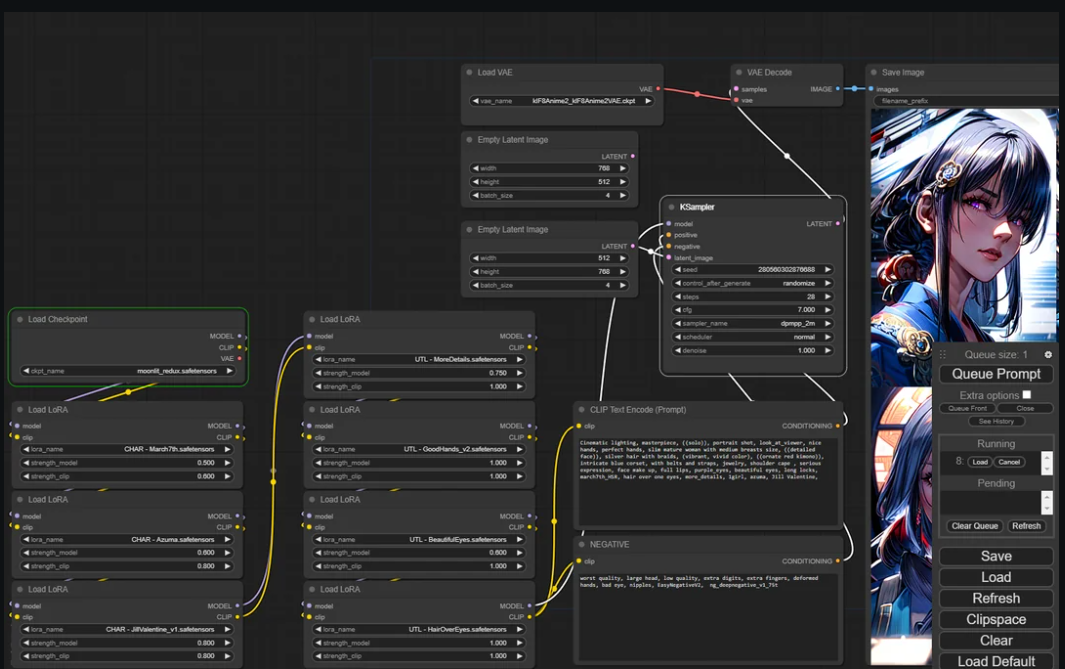 Load VAE
VAE
vae_name
klF8Anime2_klF8Anime2VAE.ckpt
VAE Decode
samples
IMAGE
vae
Save Image
images
filename_prefix
Empty Latent Image
LATENT
width
768
height
512
batch_size
4
Empty Latent Image
LATENT
width
512
height
768
batch_size
4
KSampler
model
LATENT
positive
negative
latent_image
seed
280560302876688
control_after_generate
randomize
steps
28
cfg
7.000
sampler_name
dpmpp_2m
scheduler
normal
denoise
1.000
Load Checkpoint
MODEL
CLIP
VAE
ckpt_name
moonlit_redux.safetensors
Load LoRA
model
MODEL
clip
CLIP
lora_name
CHAR - March7th.safetensors
strength_model
0.500
strength_clip
0.600
Load LoRA
model
MODEL
clip
CLIP
lora_name
CHAR - Azuma.safetensors
strength_model
0.600
strength_clip
0.800
Load LoRA
model
MODEL
clip
CLIP
lora_name
CHAR - JillValentine_v1.safetensors
strength_model
0.800
strength_clip
0.800
Load LoRA
model
MODEL
clip
CLIP
lora_name
UTL - MoreDetails.safetensors
strength_model
0.750
strength_clip
1.000
Load LoRA
model
MODEL
clip
CLIP
lora_name
UTL - GoodHands_v2.safetensors
strength_model
1.000
strength_clip
1.000
Load LoRA
model
MODEL
clip
CLIP
lora_name
UTL - BeautifulEyes.safetensors
strength_model
0.600
strength_clip
1.000
Load LoRA
model
MODEL
clip
CLIP
lora_name
UTL - HairOverEyes.safetensors
strength_model
1.000
strength_clip
1.000
CLIP Text Encode (Prompt)
clip
CONDITIONING
Cinematic lighting, masterpiece, ((solo)), portrait shot, look_at_viewer, nice
hands, perfect hands, slim mature woman with medium breasts size, ((detailed
face)), silver hair with braids, (vibrant, vivid color), ((ornate red kimono)),
intricate blue corset, with belts and straps, jewelry, shoulder cape , serious
expression, face make up, full lips, purple_eyes, beautiful eyes, long locks,
hair over one eyes, more_details, 1girl, azuma, Jill Valentine,
NEGATIVE
clip
CONDITIONING
worst quality, large head, low quality, extra digits, extra fingers, deformed
hands, bad eye, nipples, EasyNegativeV2, ng_deepnegative_v1_75t
Queue size: 1
Queue Prompt
Extra options
Queue Front
Close
See History
Running
8:
Load
Cancel
Pending
Clear Queue
Refresh
Save
Load
Refresh
Clipspace
Clear
Load Default